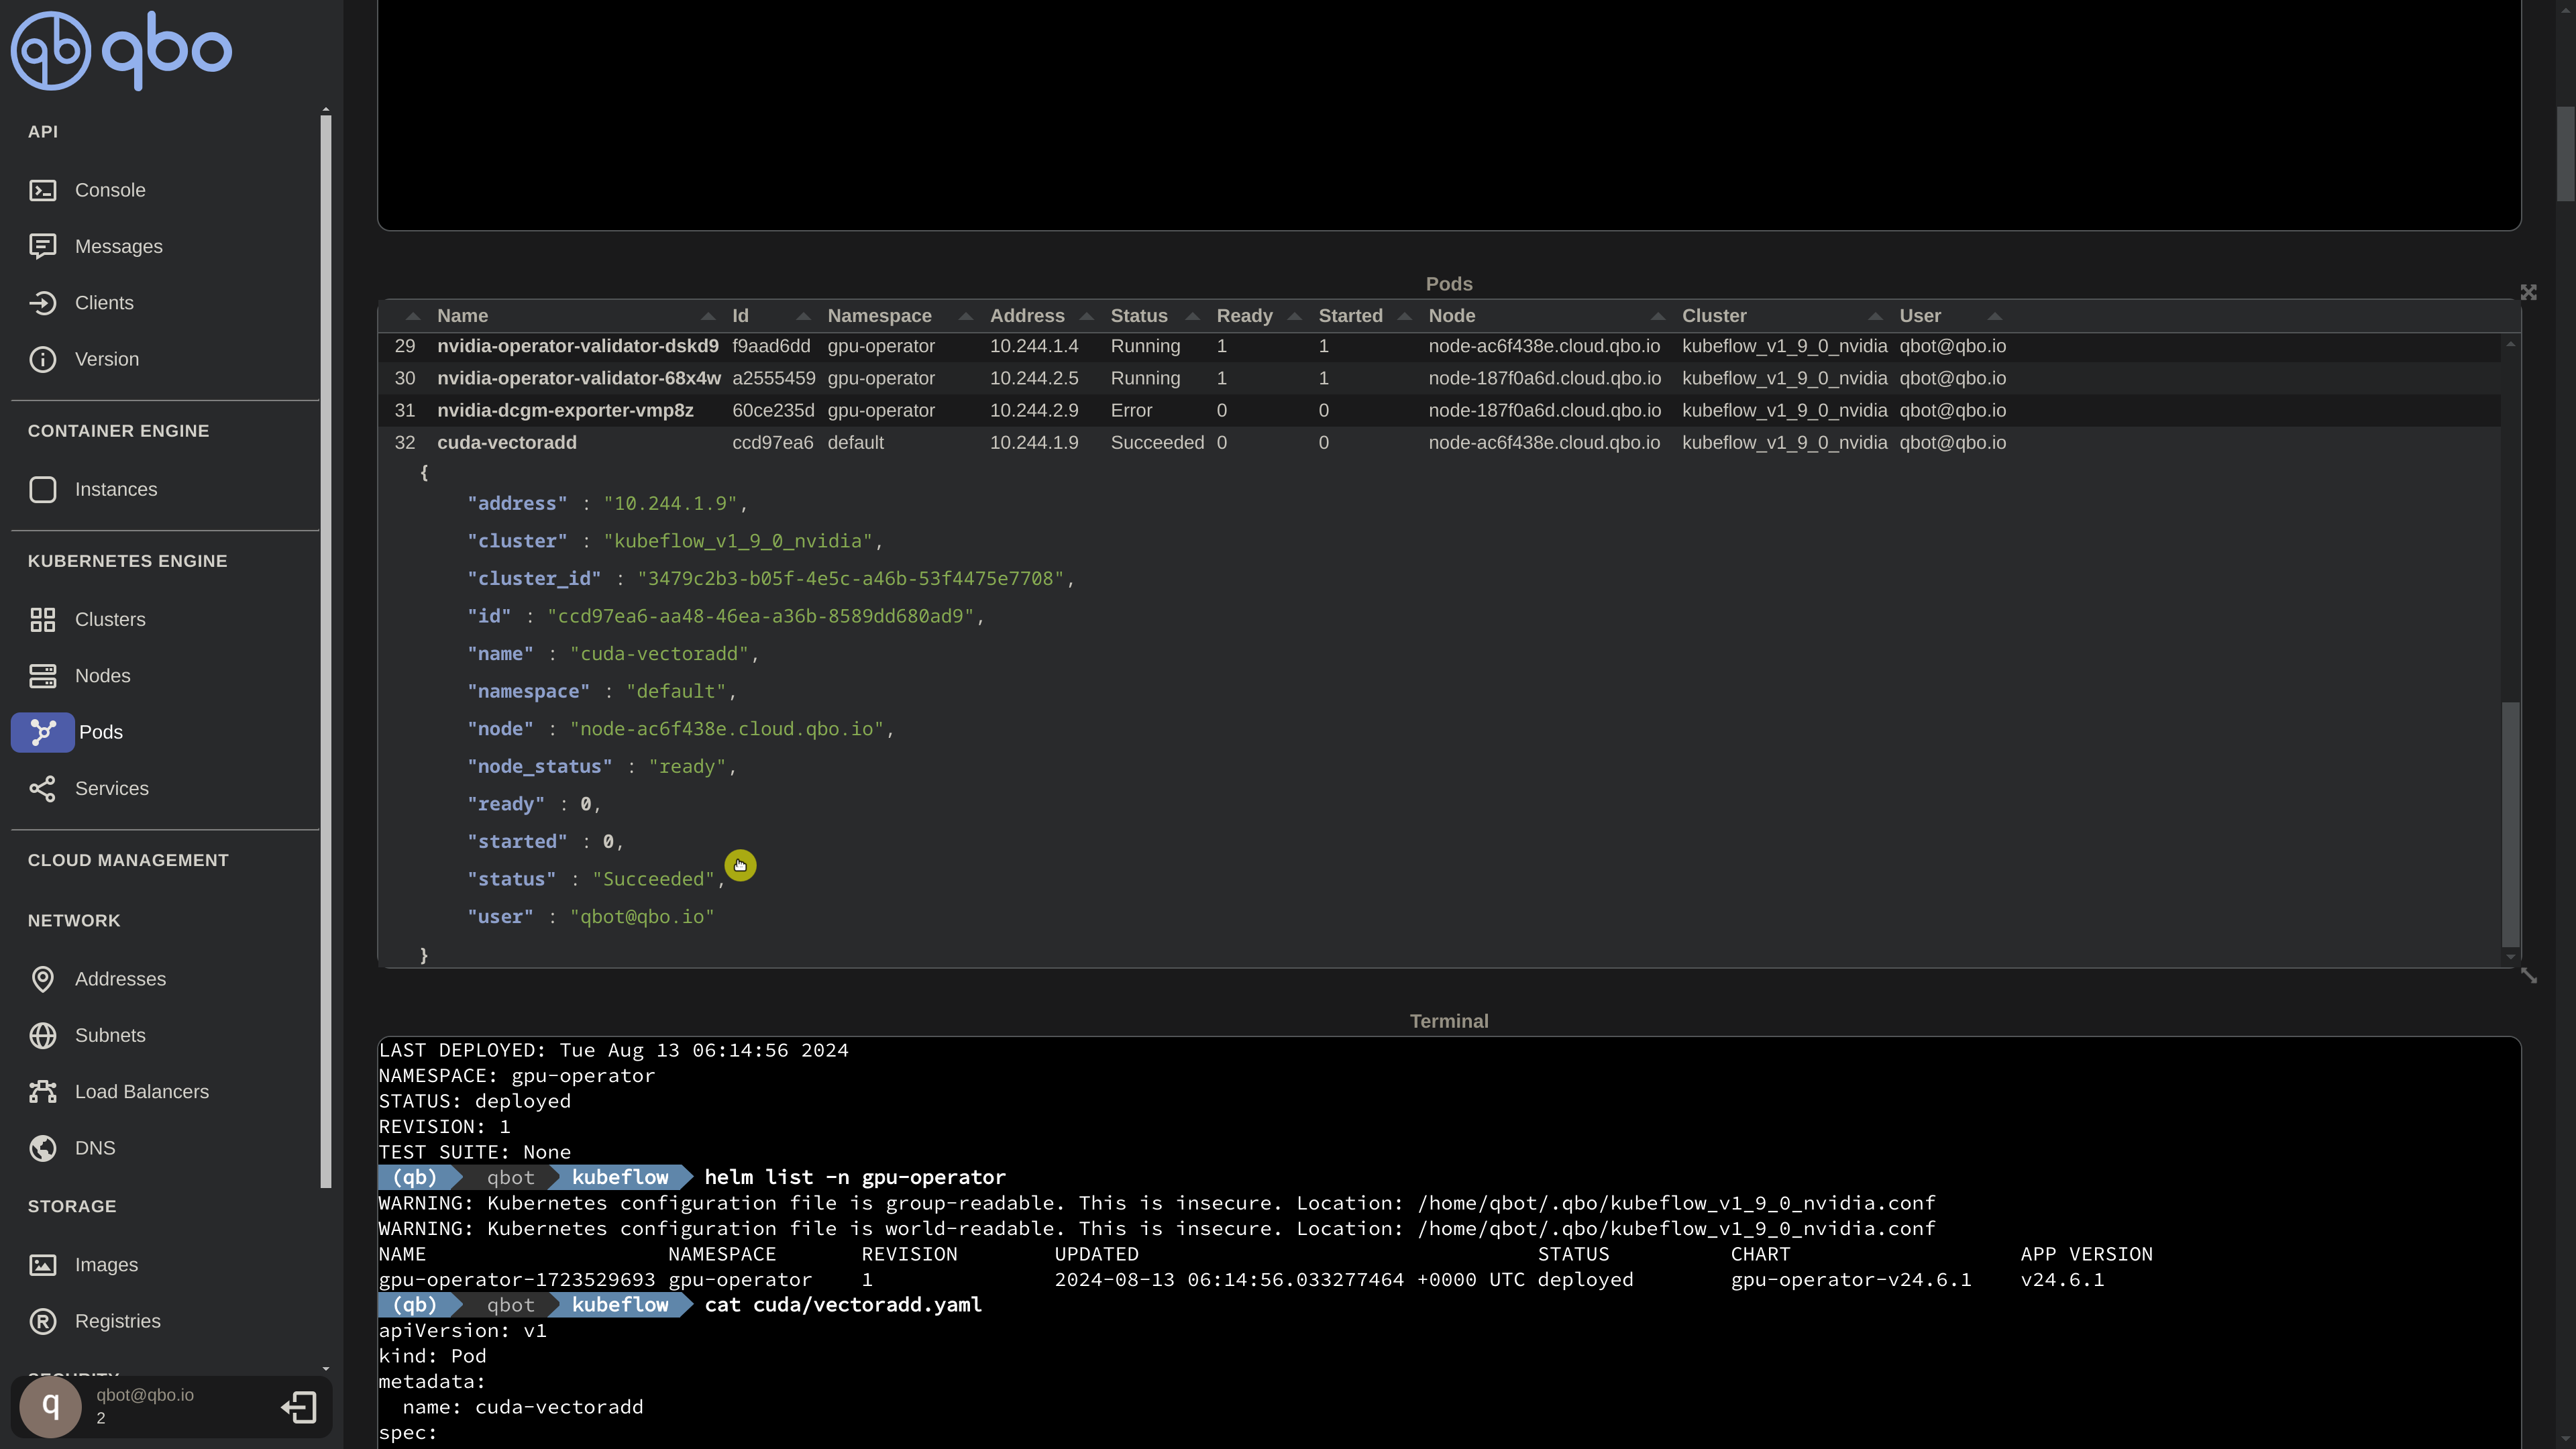 qb qbo
API
Console
Messages
Clients
Version
CONTAINER ENGINE
Instances
KUBERNETES ENGINE
Clusters
Nodes
Pods
Services
CLOUD MANAGEMENT
NETWORK
Addresses
Subnets
Load Balancers
DNS
STORAGE
Images
Registries
SECURITY
q
qbot@qbo.io
2
Pods
Name Id Namespace Address Status Ready Started Node Cluster User
29 nvidia-operator-validator-dskd9 f9aad6dd gpu-operator 10.244.1.4 Running 1 1 node-ac6f438e.cloud.qbo.io kubeflow_v1_9_0_nvidia qbot@qbo.io
30 nvidia-operator-validator-68x4w a2555459 gpu-operator 10.244.2.5 Running 1 1 node-187f0a6d.cloud.qbo.io kubeflow_v1_9_0_nvidia qbot@qbo.io
31 nvidia-dcgm-exporter-vmp8z 60ce235d gpu-operator 10.244.2.9 Error 0 0 node-187f0a6d.cloud.qbo.io kubeflow_v1_9_0_nvidia qbot@qbo.io
32 cuda-vectoradd ccd97ea6 default 10.244.1.9 Succeeded 0 0 node-ac6f438e.cloud.qbo.io kubeflow_v1_9_0_nvidia qbot@qbo.io
{
"address" : "10.244.1.9",
"cluster" : "kubeflow_v1_9_0_nvidia",
"cluster_id" : "3479c2b3-b05f-4e5c-a46b-53f4475e7708",
"id" : "ccd97ea6-aa48-46ea-a36b-8589dd680ad9",
"name" : "cuda-vectoradd",
"namespace" : "default",
"node" : "node-ac6f438e.cloud.qbo.io",
"node_status" : "ready",
"ready" : 0,
"started" : 0,
"status" : "Succeeded",
"user" : "qbot@qbo.io"
}
Terminal
LAST DEPLOYED: Tue Aug 13 06:14:56 2024
NAMESPACE: gpu-operator
STATUS: deployed
REVISION: 1
TEST SUITE: None
(qb) qbot kubeflow helm list -n gpu-operator
WARNING: Kubernetes configuration file is group-readable. This is insecure. Location: /home/qbot/.qbo/kubeflow_v1_9_0_nvidia.conf
WARNING: Kubernetes configuration file is world-readable. This is insecure. Location: /home/qbot/.qbo/kubeflow_v1_9_0_nvidia.conf
NAME NAMESPACE REVISION UPDATED STATUS CHART APP VERSION
gpu-operator-1723529693 gpu-operator 1 2024-08-13 06:14:56.033277464 +0000 UTC deployed gpu-operator-v24.6.1 v24.6.1
(qb) qbot kubeflow cat cuda/vectoradd.yaml
apiVersion: v1
kind: Pod
metadata:
name: cuda-vectoradd
spec: